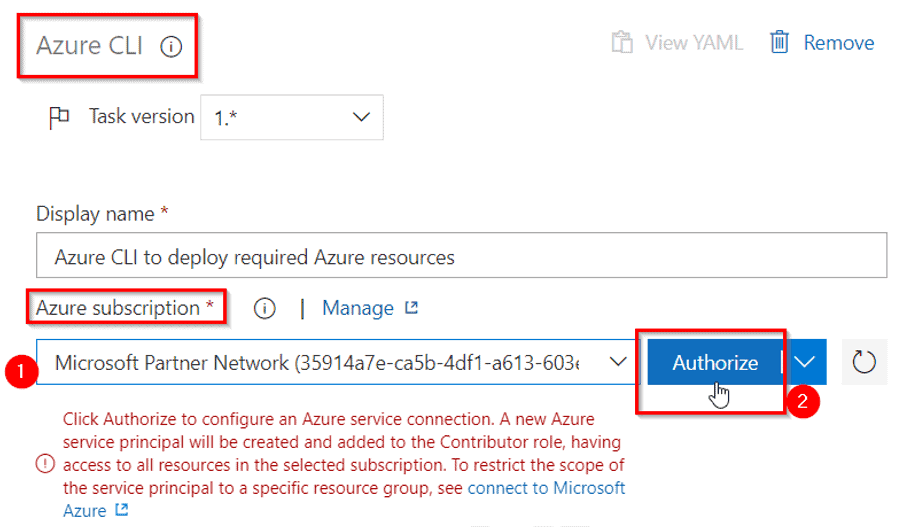 Azure CLI
View YAML
Remove
Task version
1.*
Display name *
Azure CLI to deploy required Azure resources
Azure subscription *
| Manage
1
Microsoft Partner Network (35914a7e-ca5b-4df1-a613-603e
Authorize
2
Click Authorize to configure an Azure service connection. A new Azure
service principal will be created and added to the Contributor role, having
access to all resources in the selected subscription. To restrict the scope of
the service principal to a specific resource group, see connect to Microsoft
Azure